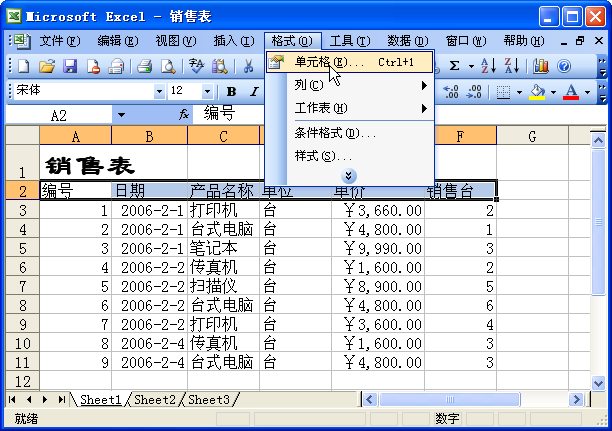 Microsoft Excel - 销售表
文件(F) 编辑(E) 视图(V) 插入(I) 格式(O) 工具(T) 数据(D) 窗口(W) 帮助(H)
单元格(E)... Ctrl+1
列(C)
工作表(H)
条件格式(D)...
样式(S)...
宋体 12 B I
A2 fx 编号
A B C F G
1 销售表
2 编号 日期 产品名称 单位 单价 销售台
3 1 2006-2-1 打印机 台 ¥3,660.00 2
4 2 2006-2-1 台式电脑 台 ¥4,800.00 1
5 3 2006-2-1 笔记本 台 ¥9,990.00 3
6 4 2006-2-2 传真机 台 ¥1,600.00 2
7 5 2006-2-2 扫描仪 台 ¥8,900.00 5
8 6 2006-2-2 台式电脑 台 ¥4,800.00 6
9 7 2006-2-2 打印机 台 ¥3,600.00 4
10 8 2006-2-4 传真机 台 ¥1,600.00 3
11 9 2006-2-4 台式电脑 台 ¥4,800.00 3
12
Sheet1 Sheet2 Sheet3
就绪 数字